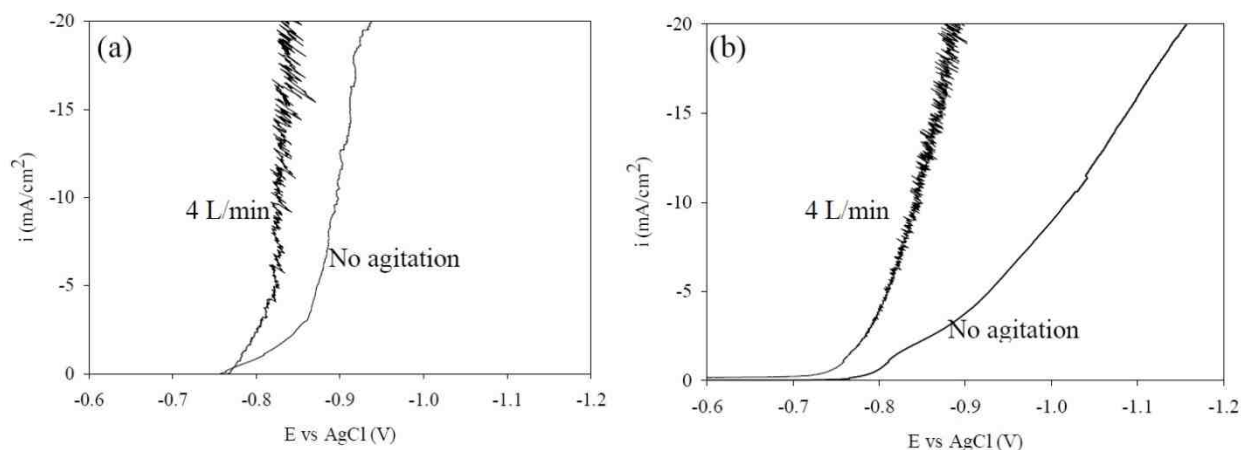 (a)
-20
-15
-10
-5
0
i (mA/cm²)
4 L/min
No agitation
-0.6 -0.7 -0.8 -0.9 -1 -1.1 -1.2
E vs AgCl (V)
(b)
-20
-15
-10
-5
0
i (mA/cm²)
4 L/min
No agitation
-0.6 -0.7 -0.8 -0.9 -1 -1.1 -1.2
E vs AgCl (V)